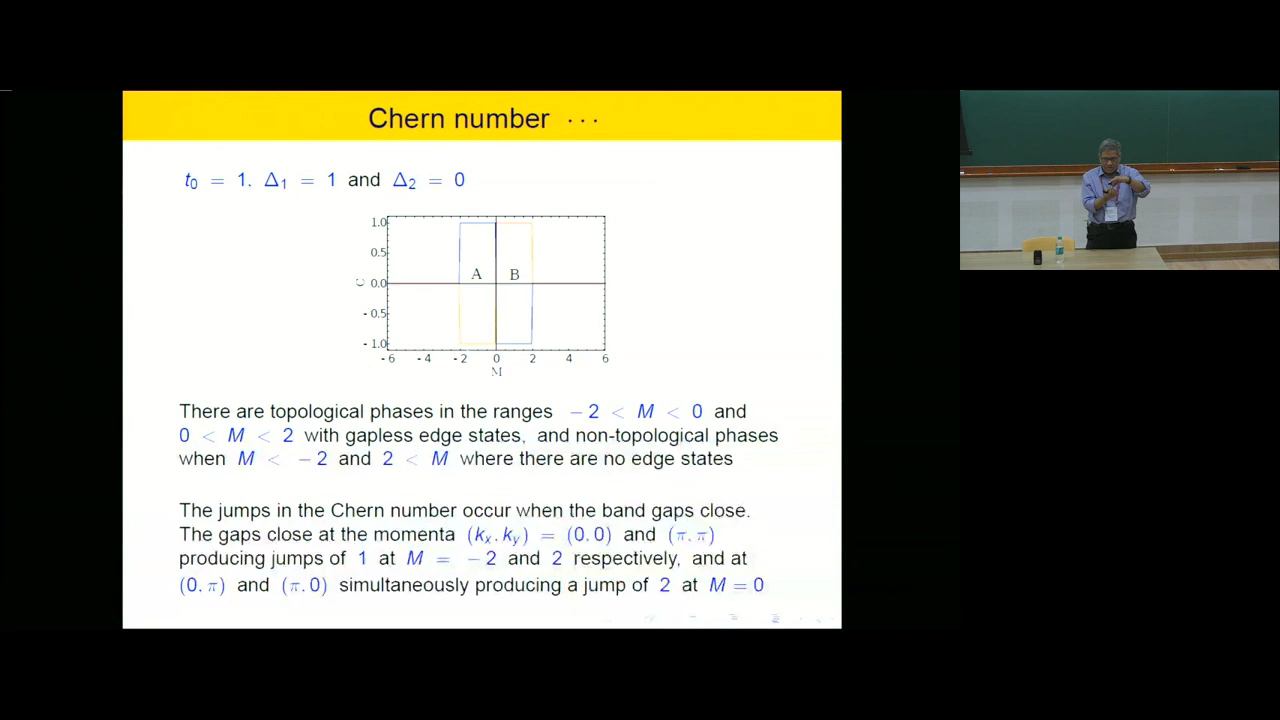 Chern number ···
t₀ = 1. Δ₁ = 1 and Δ₂ = 0
1.0
0.5
0.0
-0.5
-1.0
C
A
B
-6 -4 -2 0 2 4 6
M
There are topological phases in the ranges −2 < M < 0 and
0 < M < 2 with gapless edge states, and non-topological phases
when M < −2 and 2 < M where there are no edge states
The jumps in the Chern number occur when the band gaps close.
The gaps close at the momenta (kₓ.k_y) = (0.0) and (π.π)
producing jumps of 1 at M = −2 and 2 respectively, and at
(0.π) and (π.0) simultaneously producing a jump of 2 at M = 0